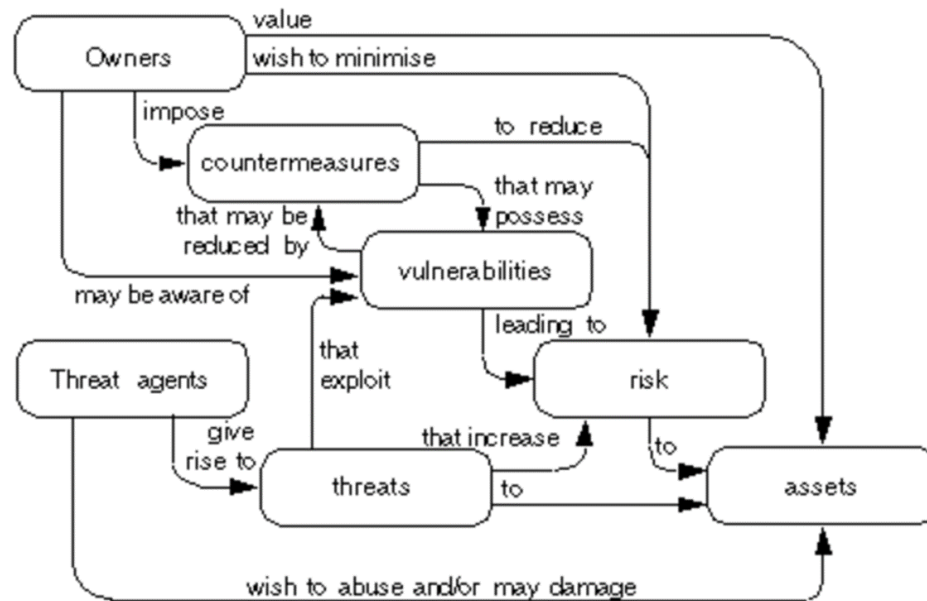 value
Owners
wish to minimise
impose
to reduce
countermeasures
that may
possess
that may be
reduced by
vulnerabilities
may be aware of
leading to
that
exploit
Threat agents
risk
give
rise to
that increase
to
threats
to
assets
wish to abuse and/or may damage